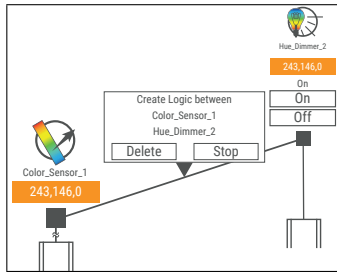 Hue_Dimmer_2
243,146,0
On
On
Off
Create Logic between
Color_Sensor_1
Hue_Dimmer_2
Delete Stop
Color_Sensor_1
243,146,0